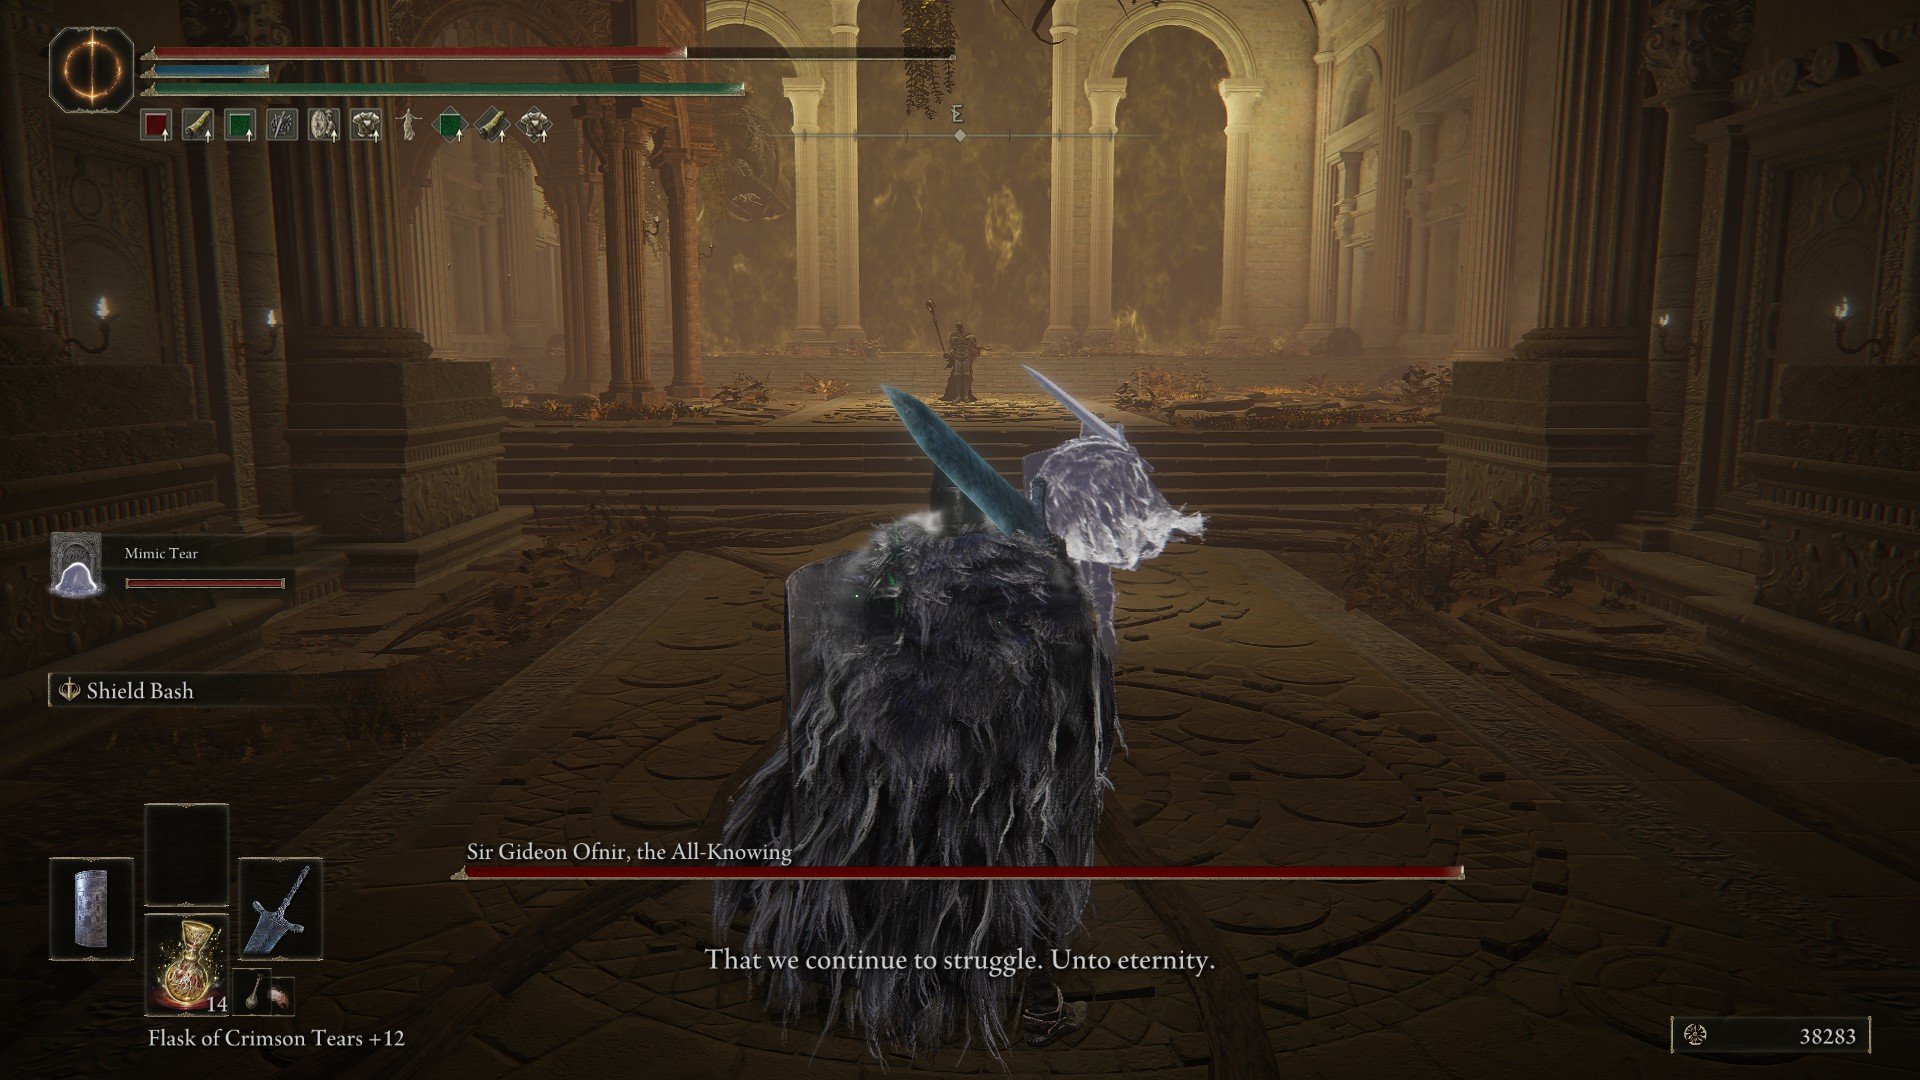 E
Mimic Tear
Shield Bash
Sir Gideon Ofnir, the All-Knowing
That we continue to struggle. Unto eternity.
14
Flask of Crimson Tears +12
38283